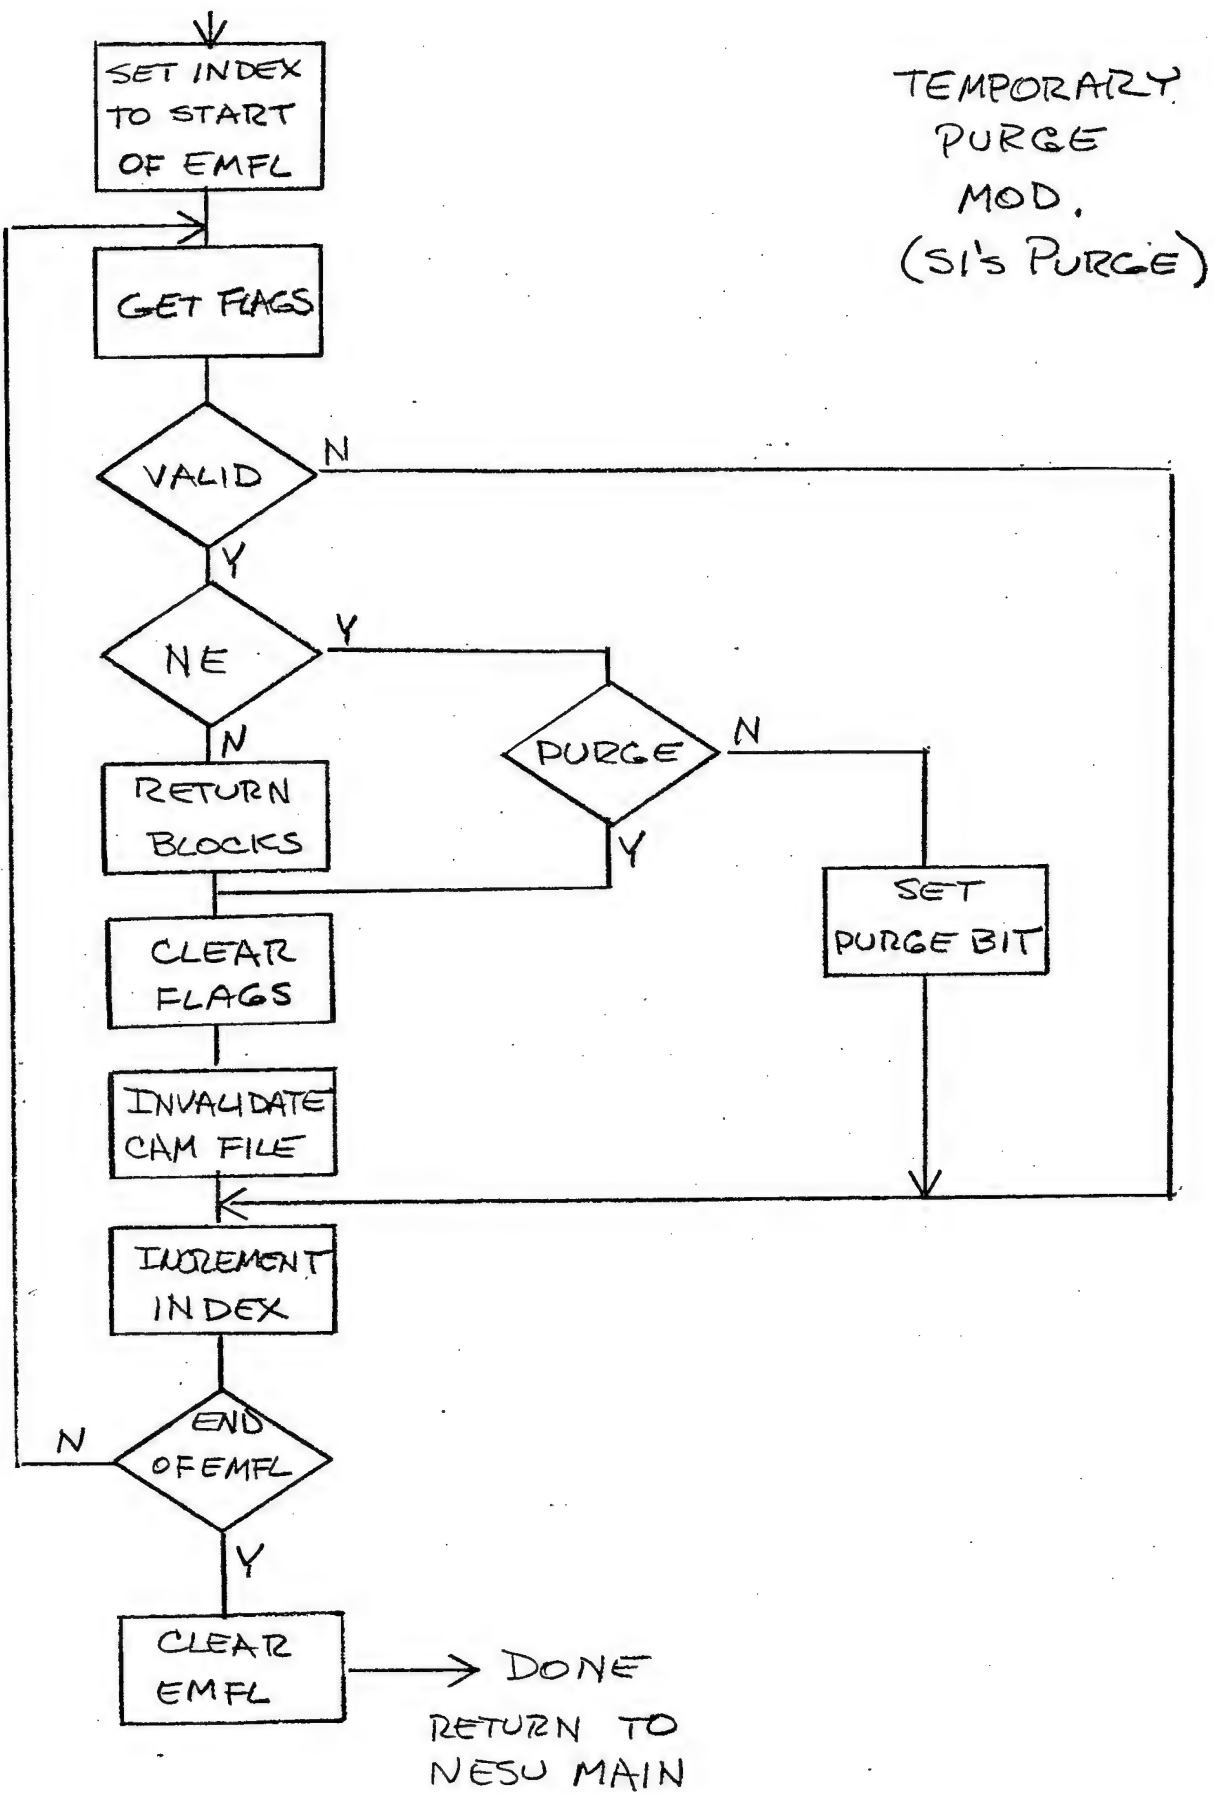 TEMPORARY
PURGE
MOD.
(SI'S PURGE)
SET INDEX
TO START
OF EMFL
GET FLAGS
VALID
N
Y
NE
Y
N
PURGE
N
Y
RETURN
BLOCKS
SET
PURGE BIT
CLEAR
FLAGS
INVALIDATE
CAM FILE
INCREMENT
INDEX
END
OF EMFL
N
Y
CLEAR
EMFL
DONE
RETURN TO
NESU MAIN